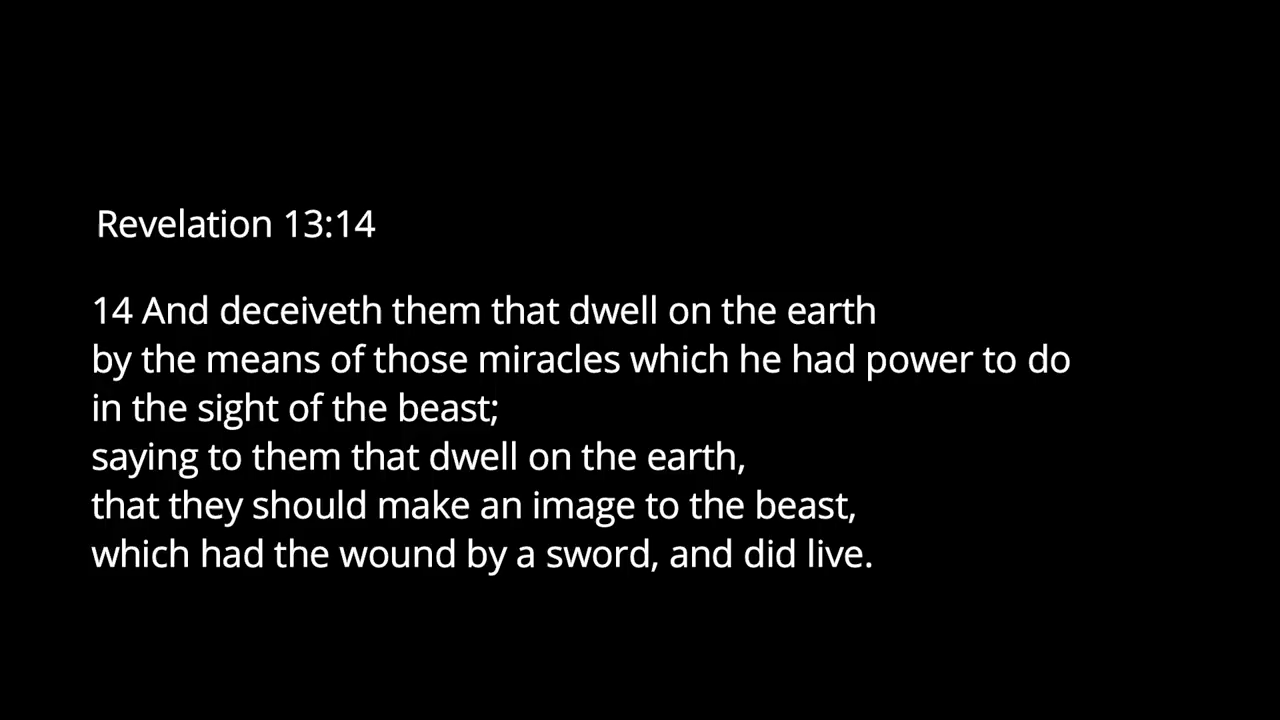 Revelation 13:14
14 And deceiveth them that dwell on the earth
by the means of those miracles which he had power to do
in the sight of the beast;
saying to them that dwell on the earth,
that they should make an image to the beast,
which had the wound by a sword, and did live.